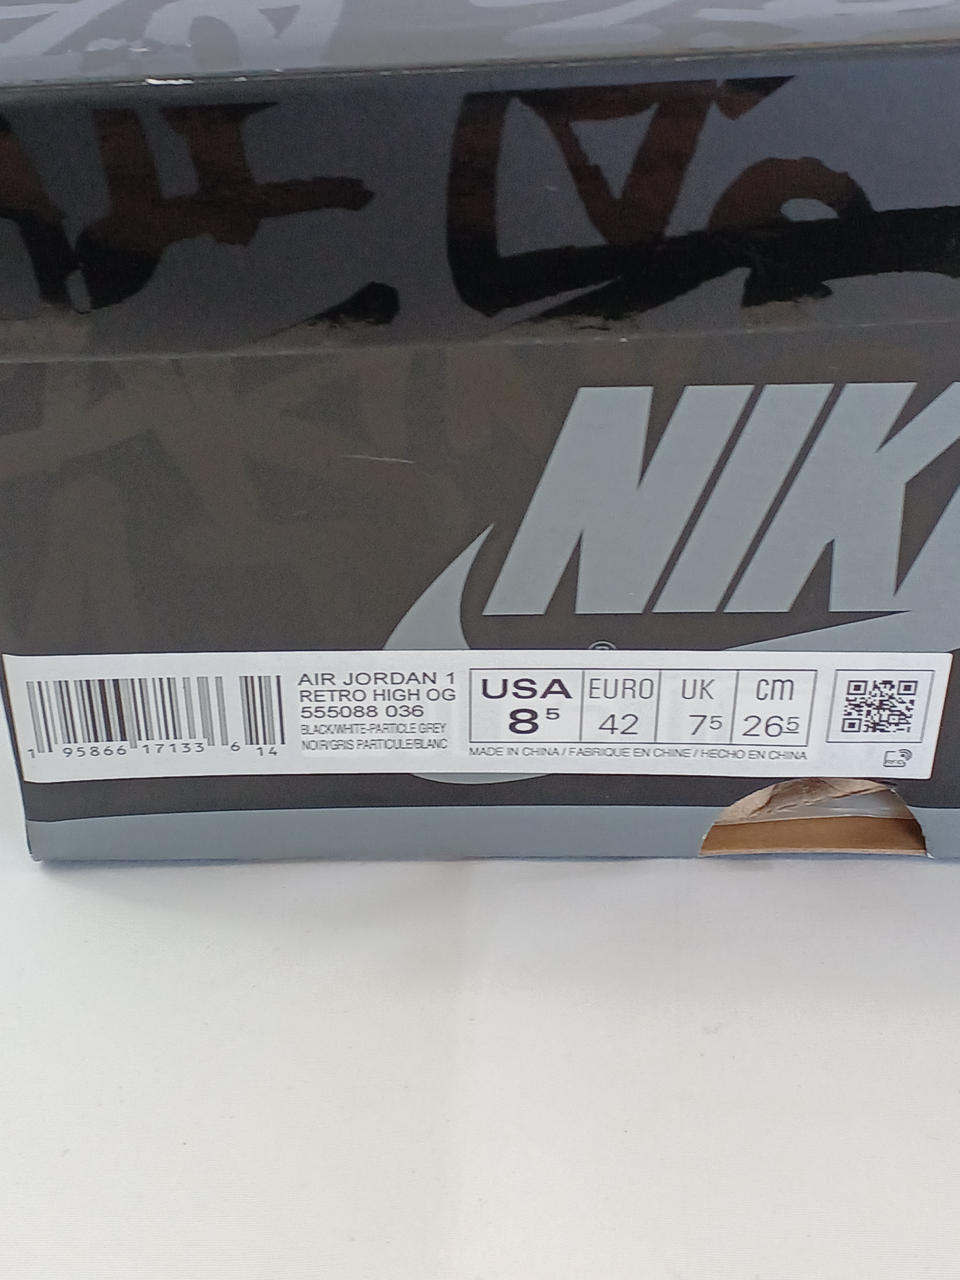 NIK
®
AIR JORDAN 1
RETRO HIGH OG
555088 036
BLACK/WHITE-PARTICLE GREY
NOIR/GRIS PARTICULE/BLANC
1 95866 17133 6 14
USA EURO UK cm
8⁵ 42 7⁵ 26⁵
MADE IN CHINA / FABRIQUE EN CHINE / HECHO EN CHINA
RFID